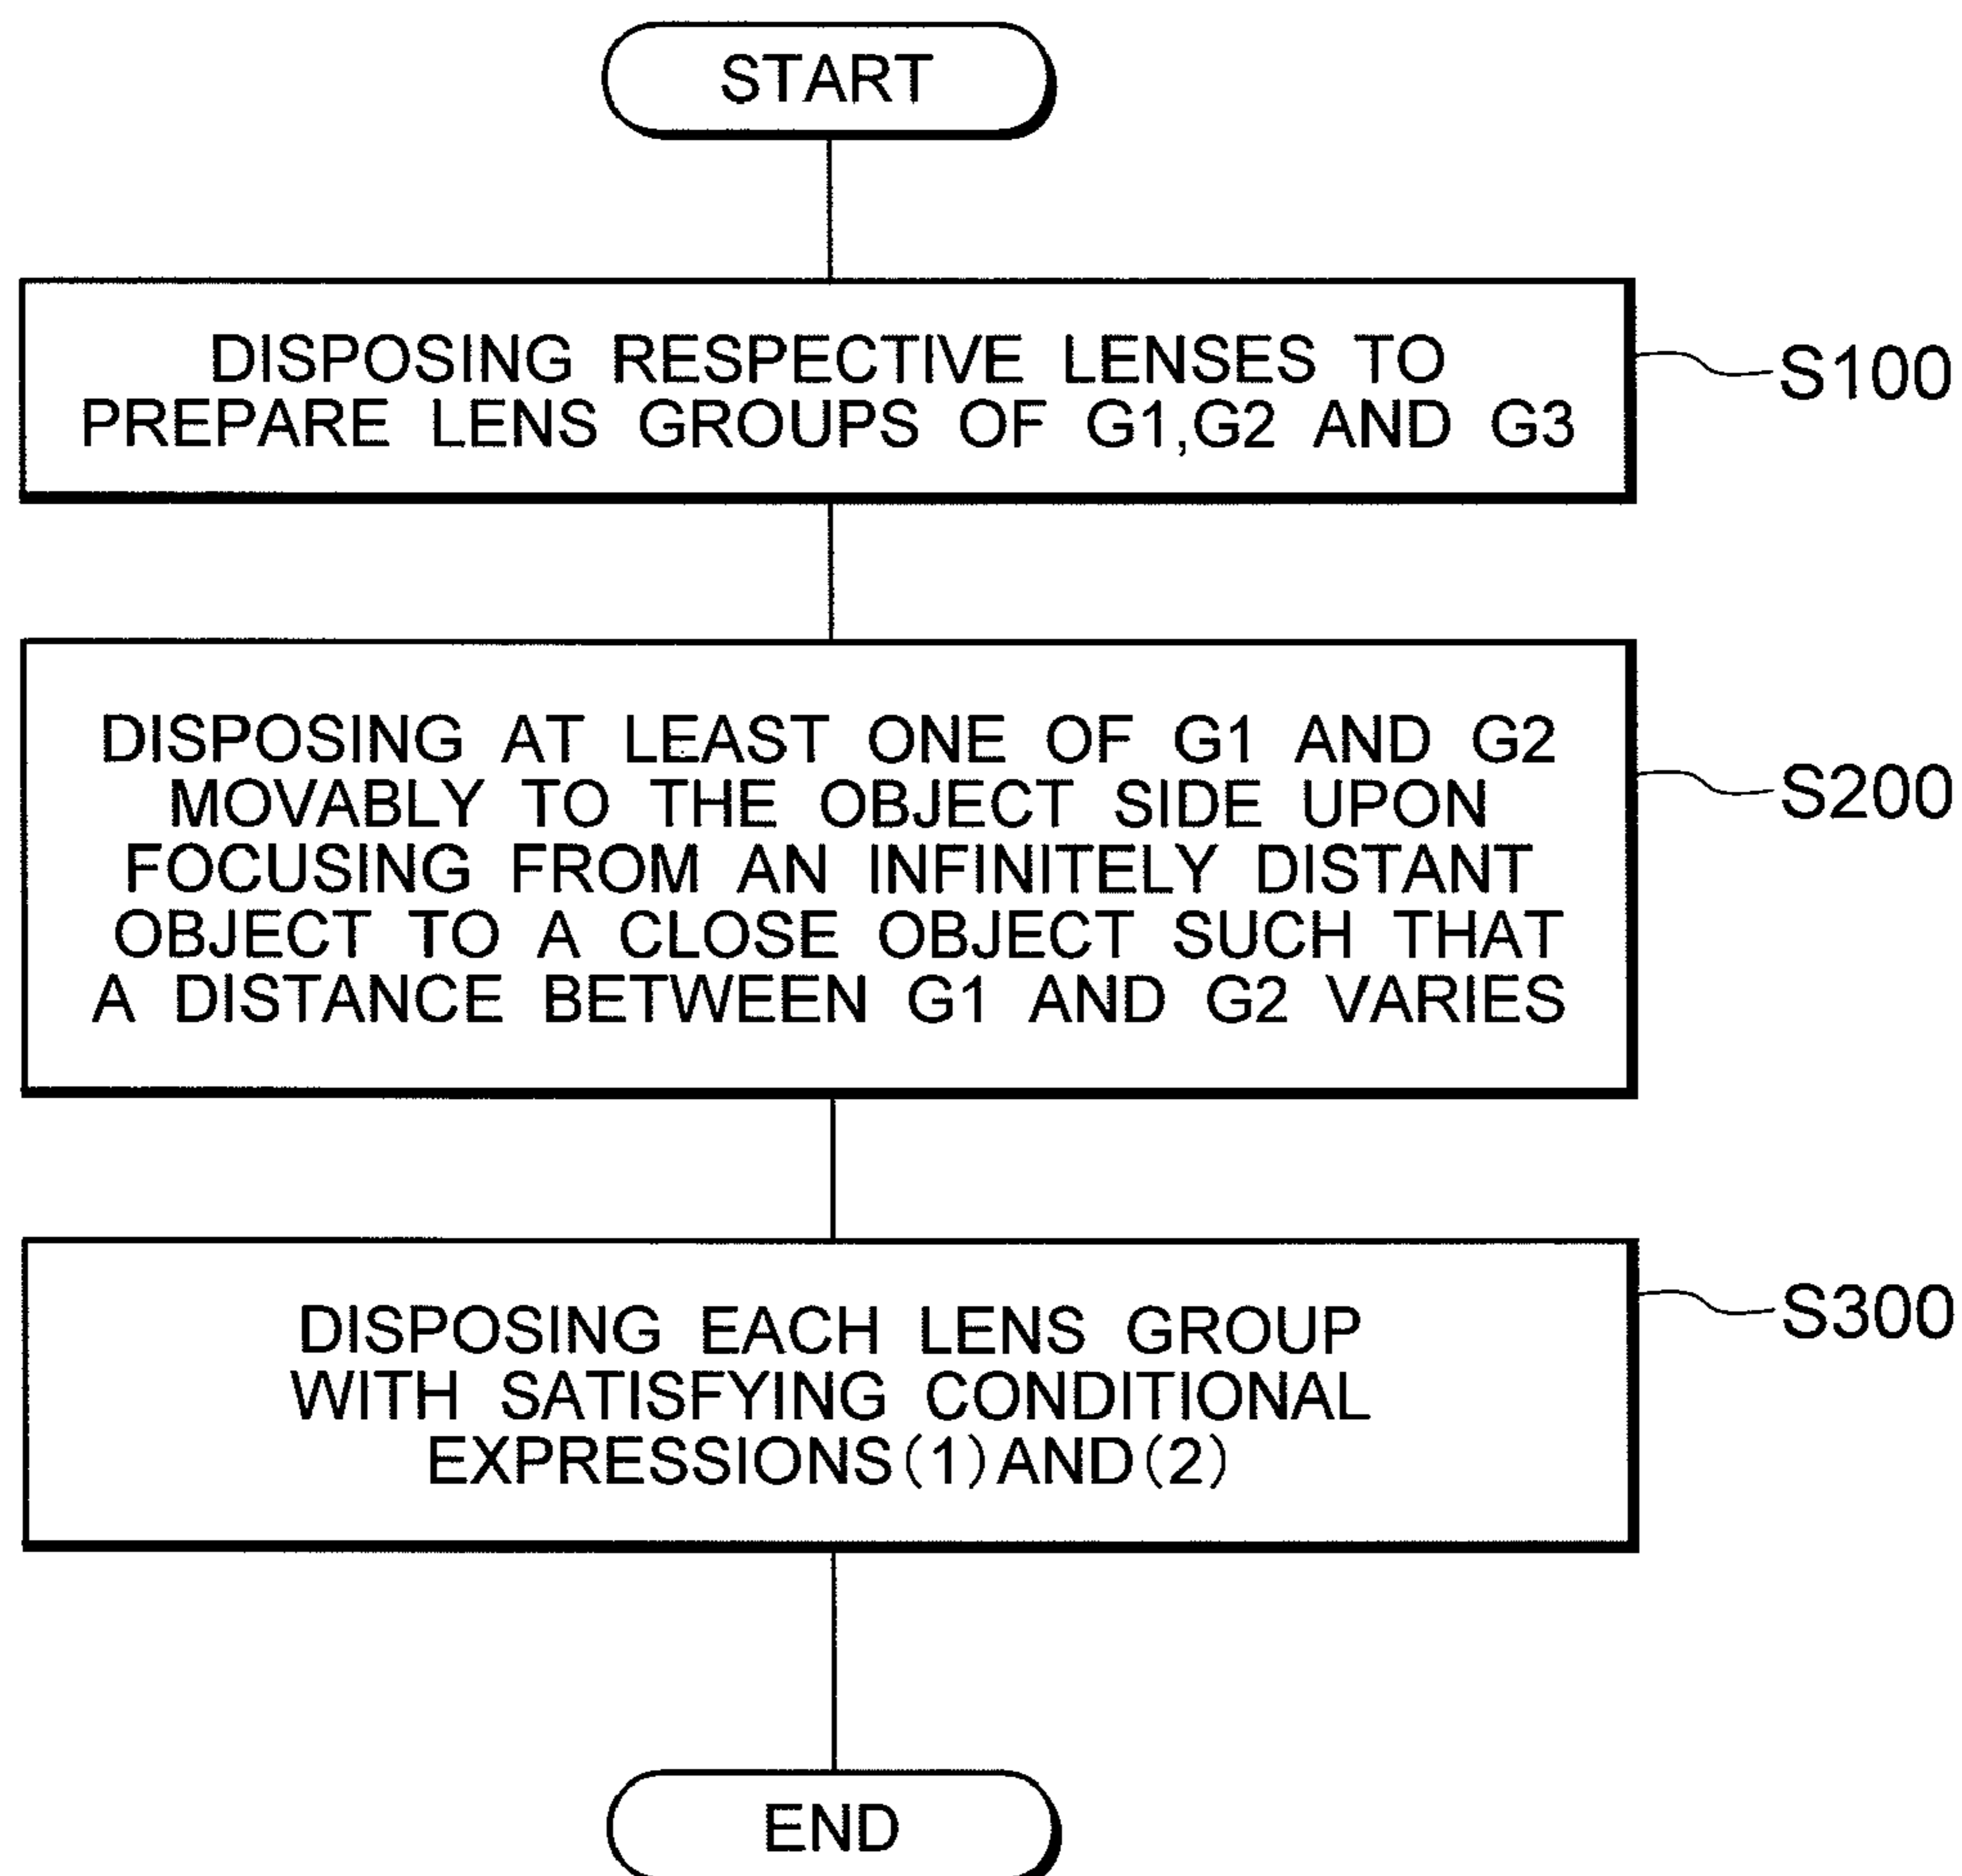 START
DISPOSING RESPECTIVE LENSES TO
PREPARE LENS GROUPS OF G1,G2 AND G3
S100
DISPOSING AT LEAST ONE OF G1 AND G2
MOVABLY TO THE OBJECT SIDE UPON
FOCUSING FROM AN INFINITELY DISTANT
OBJECT TO A CLOSE OBJECT SUCH THAT
A DISTANCE BETWEEN G1 AND G2 VARIES
S200
DISPOSING EACH LENS GROUP
WITH SATISFYING CONDITIONAL
EXPRESSIONS(1)AND(2)
S300
END